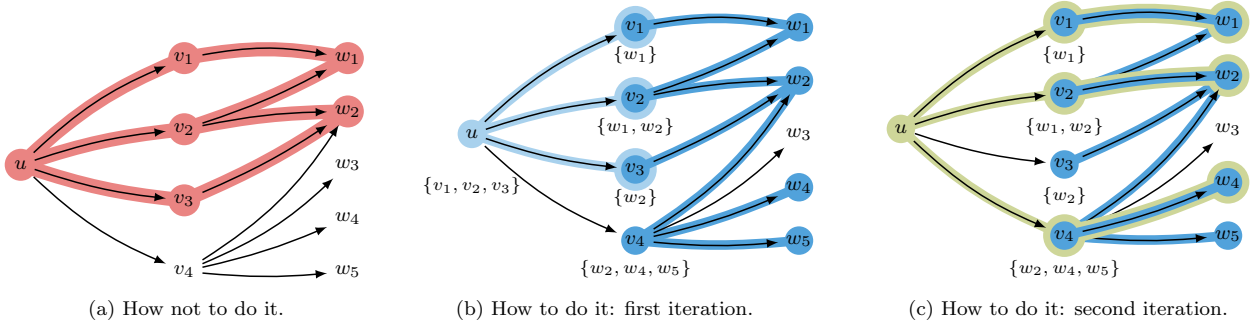 u
v₁
v₂
v₃
v₄
w₁
w₂
w₃
w₄
w₅
(a) How not to do it.
u
{v₁, v₂, v₃}
v₁
{w₁}
v₂
{w₁, w₂}
v₃
{w₂}
v₄
{w₂, w₄, w₅}
w₁
w₂
w₃
w₄
w₅
(b) How to do it: first iteration.
u
v₁
{w₁}
v₂
{w₁, w₂}
v₃
{w₂}
v₄
{w₂, w₄, w₅}
w₁
w₂
w₃
w₄
w₅
(c) How to do it: second iteration.